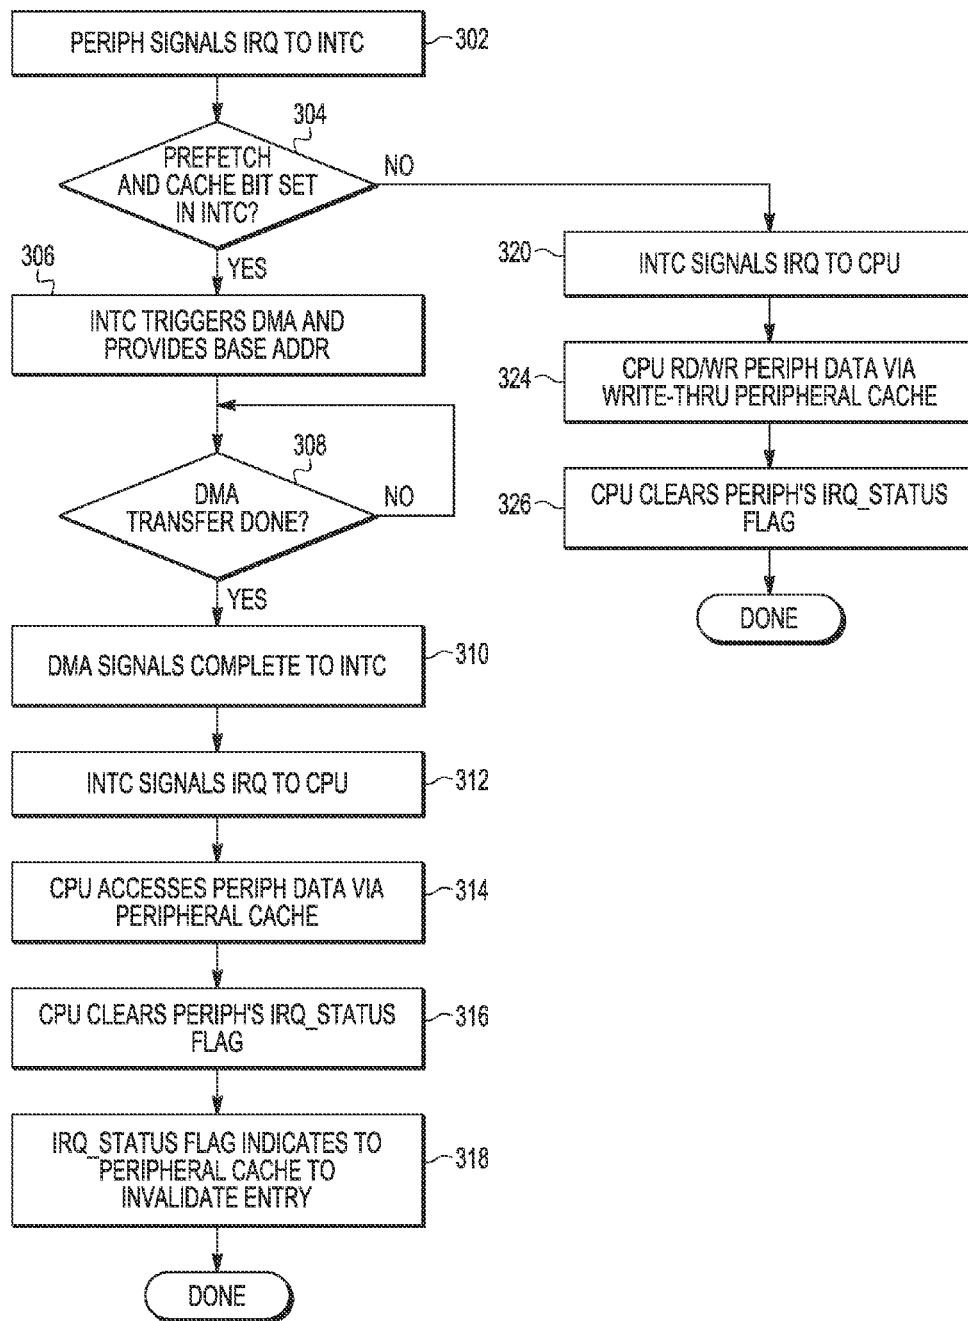 PERIPH SIGNALS IRQ TO INTC
302
304
PREFETCH
AND CACHE BIT SET
IN INTC?
NO
YES
306
INTC TRIGGERS DMA AND
PROVIDES BASE ADDR
308
DMA
TRANSFER DONE?
NO
YES
DMA SIGNALS COMPLETE TO INTC
310
INTC SIGNALS IRQ TO CPU
312
CPU ACCESSES PERIPH DATA VIA
PERIPHERAL CACHE
314
CPU CLEARS PERIPH'S IRQ_STATUS
FLAG
316
IRQ_STATUS FLAG INDICATES TO
PERIPHERAL CACHE TO
INVALIDATE ENTRY
318
DONE
320
INTC SIGNALS IRQ TO CPU
324
CPU RD/WR PERIPH DATA VIA
WRITE-THRU PERIPHERAL CACHE
326
CPU CLEARS PERIPH'S IRQ_STATUS
FLAG
DONE